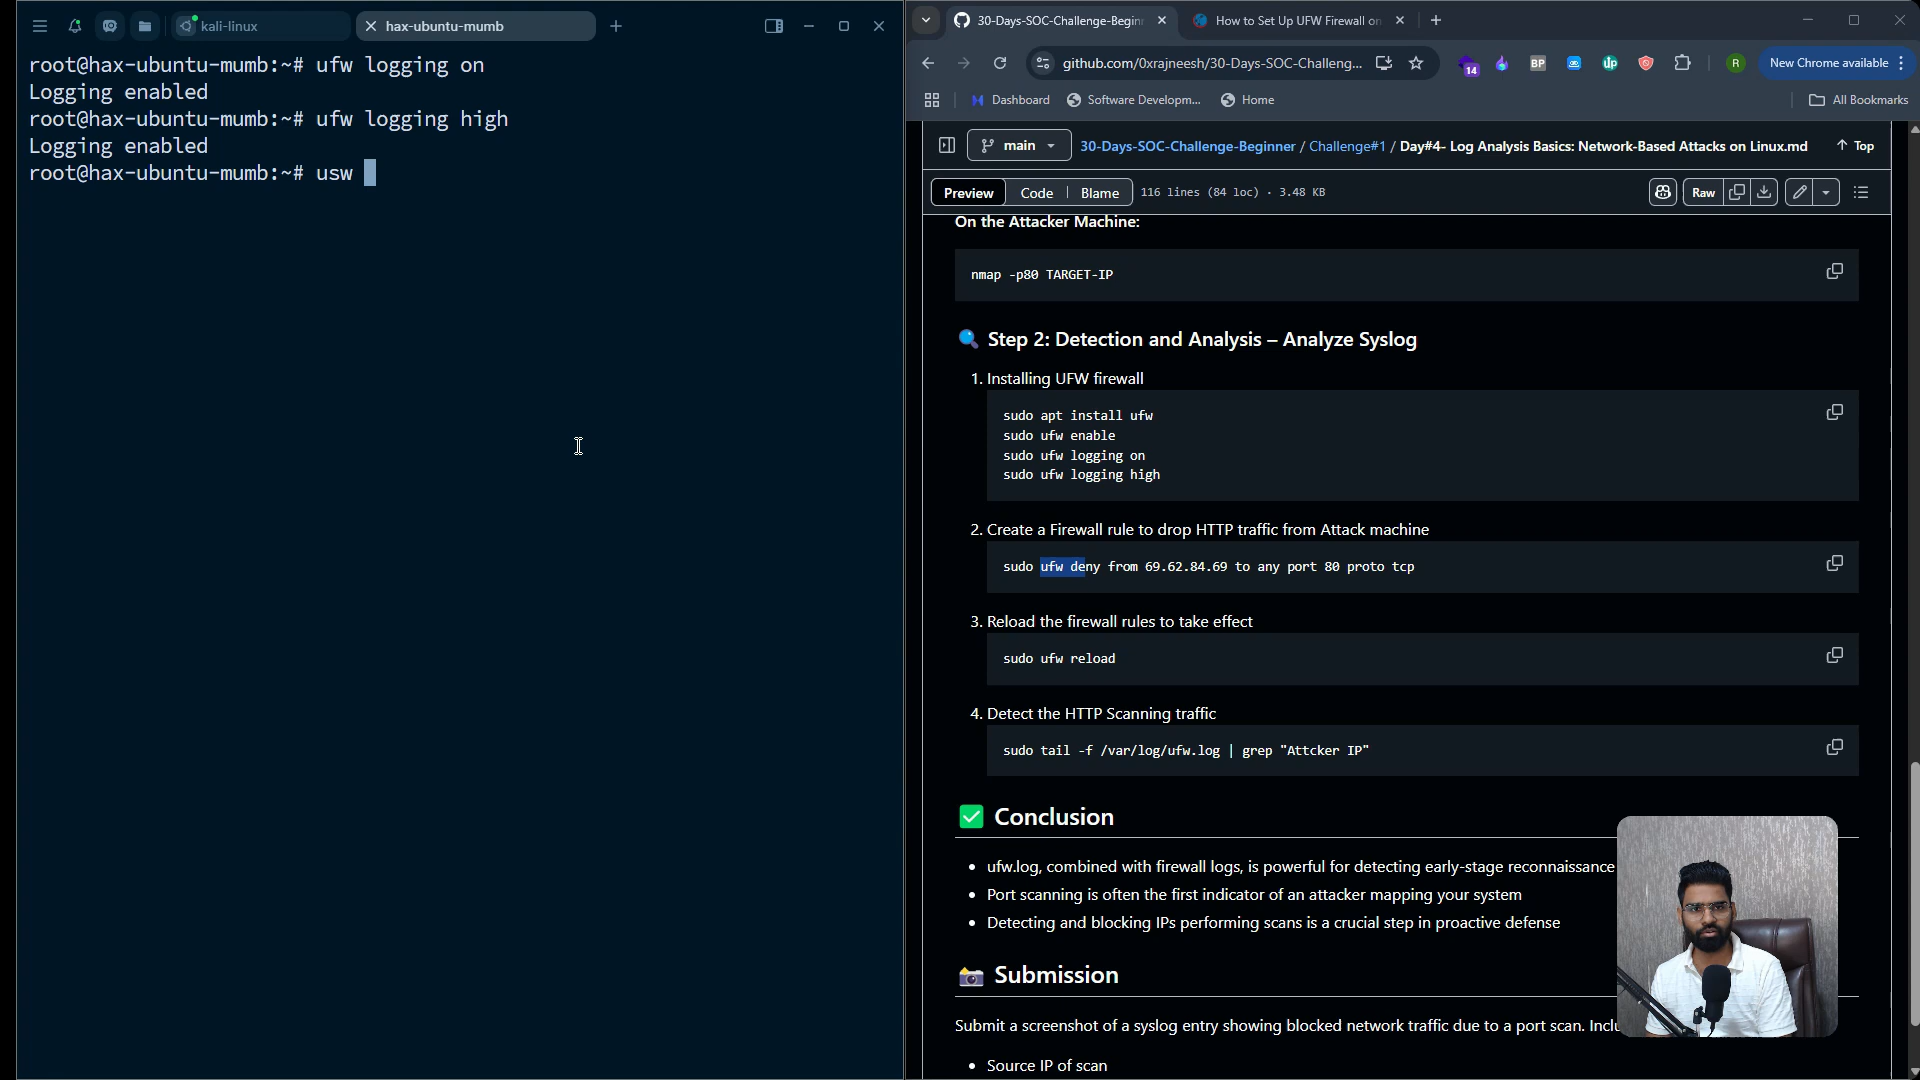 kali-linux
hax-ubuntu-mumb
root@hax-ubuntu-mumb:~# ufw logging on
Logging enabled
root@hax-ubuntu-mumb:~# ufw logging high
Logging enabled
root@hax-ubuntu-mumb:~# usw
30-Days-SOC-Challenge-Begin
How to Set Up UFW Firewall on
github.com/0xrajneesh/30-Days-SOC-Challeng...
14
BP
up
R
New Chrome available
Dashboard
Software Developm...
Home
All Bookmarks
main
30-Days-SOC-Challenge-Beginner / Challenge#1 / Day#4- Log Analysis Basics: Network-Based Attacks on Linux.md
Top
Preview
Code
Blame
116 lines (84 loc) · 3.48 KB
Raw
On the Attacker Machine:
nmap -p80 TARGET-IP
Step 2: Detection and Analysis – Analyze Syslog
1. Installing UFW firewall
sudo apt install ufw
sudo ufw enable
sudo ufw logging on
sudo ufw logging high
2. Create a Firewall rule to drop HTTP traffic from Attack machine
sudo ufw deny from 69.62.84.69 to any port 80 proto tcp
3. Reload the firewall rules to take effect
sudo ufw reload
4. Detect the HTTP Scanning traffic
sudo tail -f /var/log/ufw.log | grep "Attcker IP"
Conclusion
• ufw.log, combined with firewall logs, is powerful for detecting early-stage reconnaissance
• Port scanning is often the first indicator of an attacker mapping your system
• Detecting and blocking IPs performing scans is a crucial step in proactive defense
Submission
Submit a screenshot of a syslog entry showing blocked network traffic due to a port scan. Inclu
• Source IP of scan